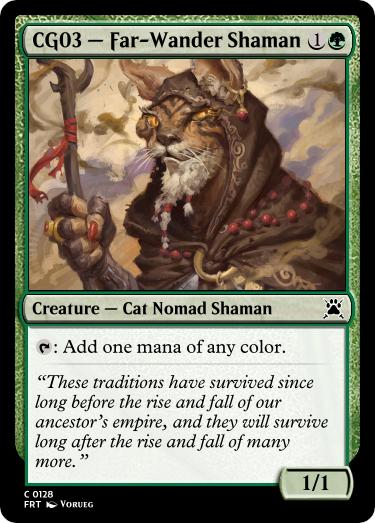 CG03 — Far-Wander Shaman 1
Creature — Cat Nomad Shaman
: Add one mana of any color.
“These traditions have survived since
long before the rise and fall of our
ancestor’s empire, and they will survive
long after the rise and fall of many
more.”
1/1
C 0128
FRT Vorueg